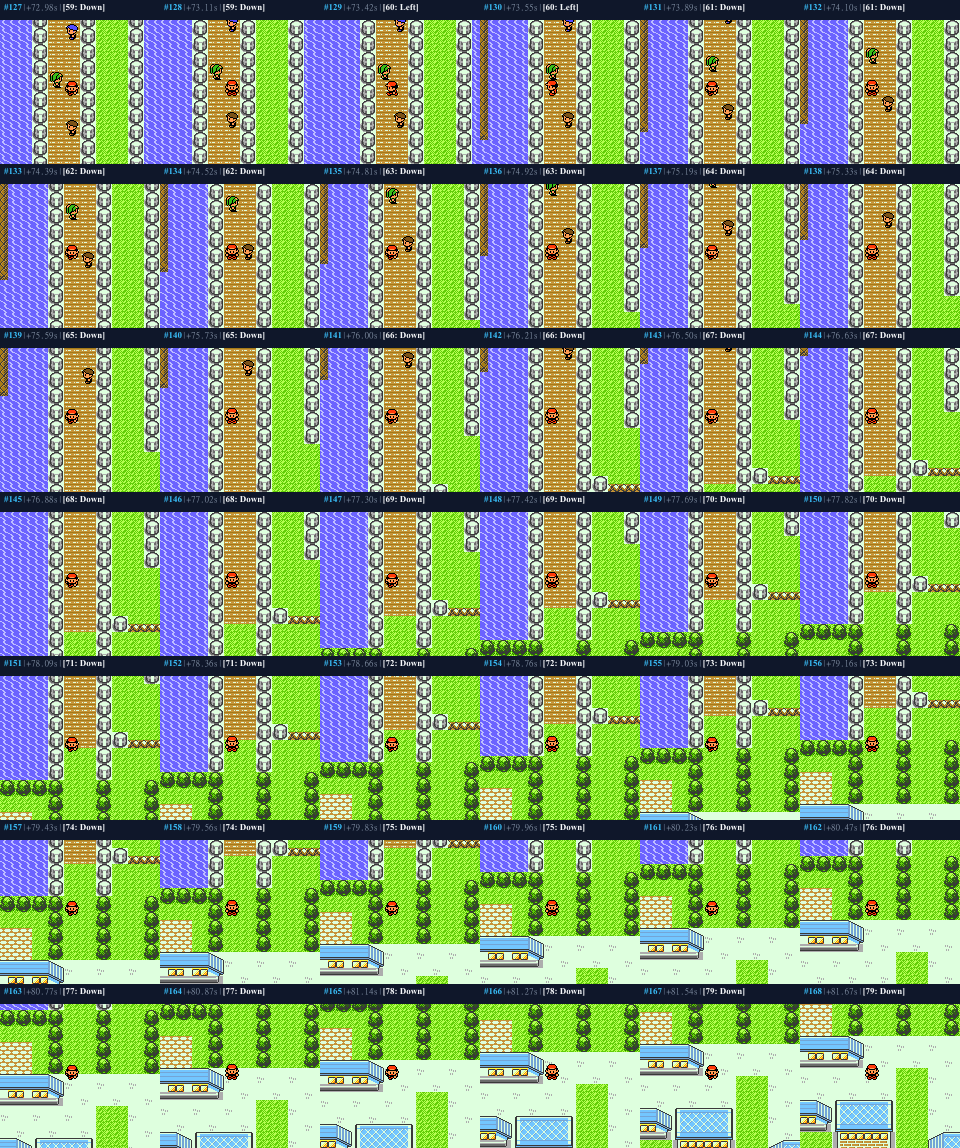 #127|+72.98s|[59: Down] #128|+73.11s|[59: Down] #129|+73.42s|[60: Left] #130|+73.55s|[60: Left] #131|+73.89s|[61: Down] #132|+74.10s|[61: Down]
#133|+74.39s|[62: Down] #134|+74.52s|[62: Down] #135|+74.81s|[63: Down] #136|+74.92s|[63: Down] #137|+75.19s|[64: Down] #138|+75.33s|[64: Down]
#139|+75.59s|[65: Down] #140|+75.73s|[65: Down] #141|+76.00s|[66: Down] #142|+76.21s|[66: Down] #143|+76.50s|[67: Down] #144|+76.63s|[67: Down]
#145|+76.88s|[68: Down] #146|+77.02s|[68: Down] #147|+77.30s|[69: Down] #148|+77.42s|[69: Down] #149|+77.69s|[70: Down] #150|+77.82s|[70: Down]
#151|+78.09s|[71: Down] #152|+78.36s|[71: Down] #153|+78.66s|[72: Down] #154|+78.76s|[72: Down] #155|+79.03s|[73: Down] #156|+79.16s|[73: Down]
#157|+79.43s|[74: Down] #158|+79.56s|[74: Down] #159|+79.83s|[75: Down] #160|+79.96s|[75: Down] #161|+80.23s|[76: Down] #162|+80.47s|[76: Down]
#163|+80.77s|[77: Down] #164|+80.87s|[77: Down] #165|+81.14s|[78: Down] #166|+81.27s|[78: Down] #167|+81.54s|[79: Down] #168|+81.67s|[79: Down]